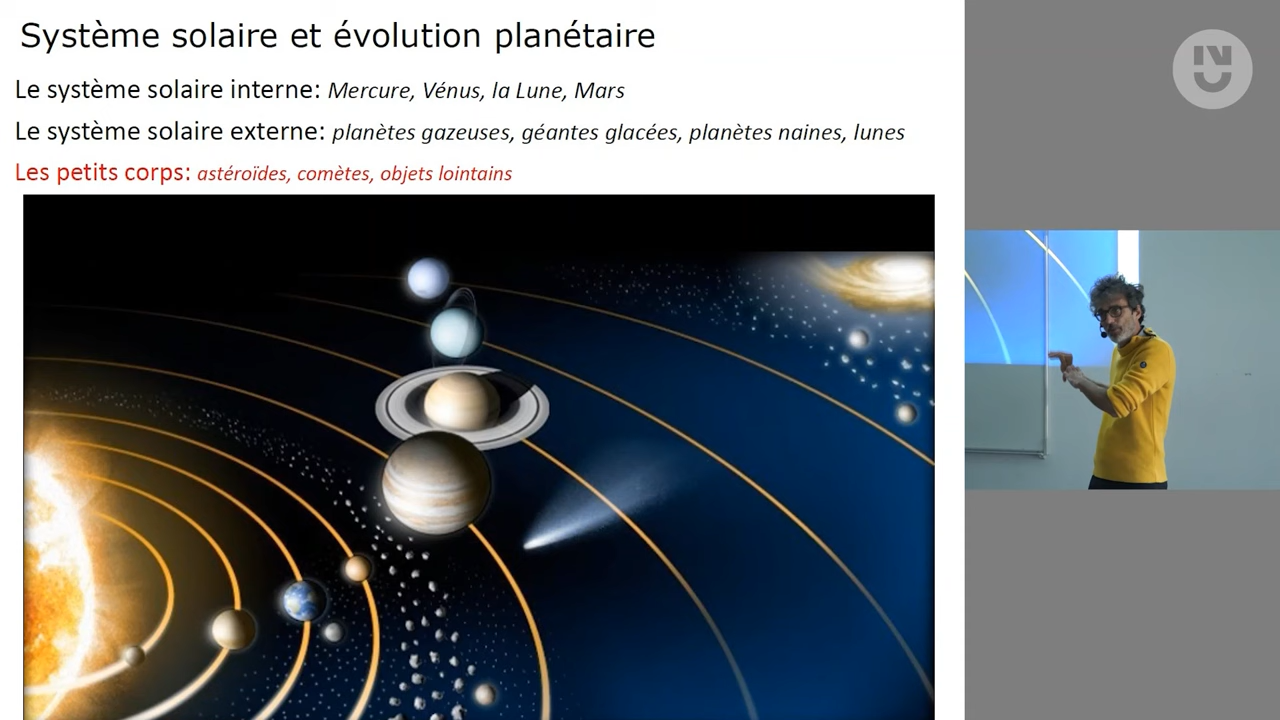 Système solaire et évolution planétaire
Le système solaire interne: Mercure, Vénus, la Lune, Mars
Le système solaire externe: planètes gazeuses, géantes glacées, planètes naines, lunes
Les petits corps: astéroïdes, comètes, objets lointains